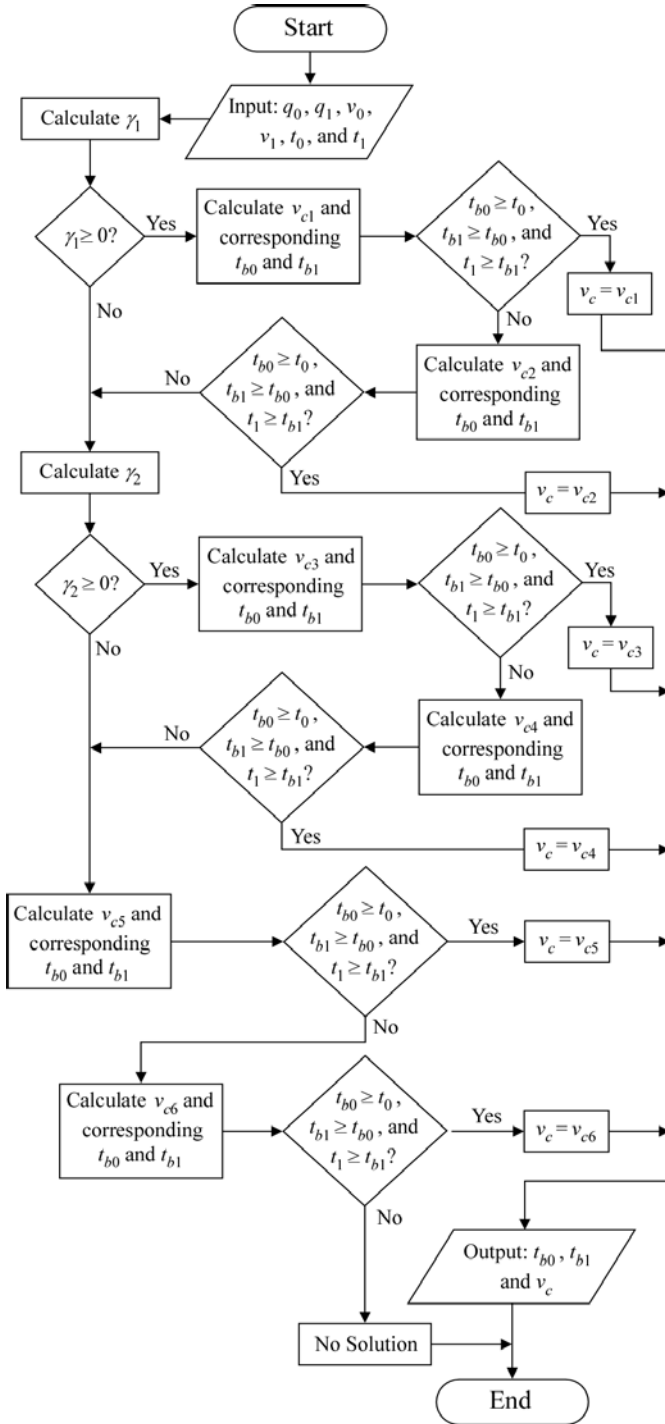 Start
Input: q0, q1, v0,
v1, t0, and t1
Calculate γ1
γ1 ≥ 0?
Yes
No
Calculate vc1 and
corresponding
tb0 and tb1
tb0 ≥ t0,
tb1 ≥ tb0, and
t1 ≥ tb1?
Yes
No
vc = vc1
Calculate vc2 and
corresponding
tb0 and tb1
tb0 ≥ t0,
tb1 ≥ tb0, and
t1 ≥ tb1?
No
Yes
vc = vc2
Calculate γ2
γ2 ≥ 0?
Yes
No
Calculate vc3 and
corresponding
tb0 and tb1
tb0 ≥ t0,
tb1 ≥ tb0, and
t1 ≥ tb1?
Yes
No
vc = vc3
Calculate vc4 and
corresponding
tb0 and tb1
tb0 ≥ t0,
tb1 ≥ tb0, and
t1 ≥ tb1?
No
Yes
vc = vc4
Calculate vc5 and
corresponding
tb0 and tb1
tb0 ≥ t0,
tb1 ≥ tb0, and
t1 ≥ tb1?
Yes
No
vc = vc5
Calculate vc6 and
corresponding
tb0 and tb1
tb0 ≥ t0,
tb1 ≥ tb0, and
t1 ≥ tb1?
Yes
No
vc = vc6
Output: tb0, tb1
and vc
No Solution
End